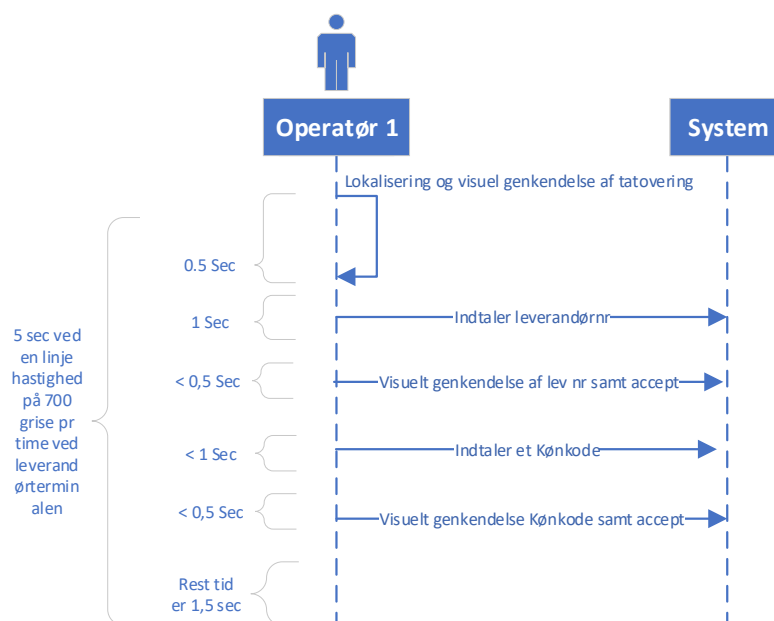 Operatør 1
System
Lokalisering og visuel genkendelse af tatovering
0.5 Sec
1 Sec
Indtaler leverandørnr
5 sec ved
en linje
hastighed
på 700
grise pr
time ved
leverand
ørtermin
alen
< 0,5 Sec
Visuelt genkendelse af lev nr samt accept
< 1 Sec
Indtaler et Kønkode
< 0,5 Sec
Visuelt genkendelse Kønkode samt accept
Rest tid
er 1,5 sec